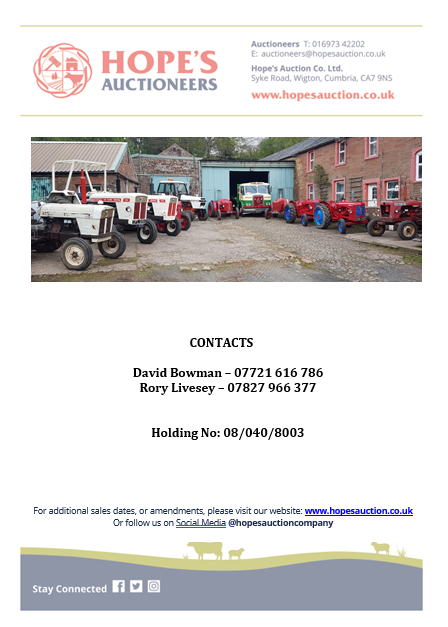 HOPE'S
AUCTIONEERS
Auctioneers T: 016973 42202
E: auctioneers@hopesauction.co.uk
Hope's Auction Co. Ltd.
Syke Road, Wigton, Cumbria, CA7 9NS
www.hopesauction.co.uk
CONTACTS
David Bowman – 07721 616 786
Rory Livesey – 07827 966 377
Holding No: 08/040/8003
For additional sales dates, or amendments, please visit our website: www.hopesauction.co.uk
Or follow us on Social Media @hopesauctioncompany
Stay Connected